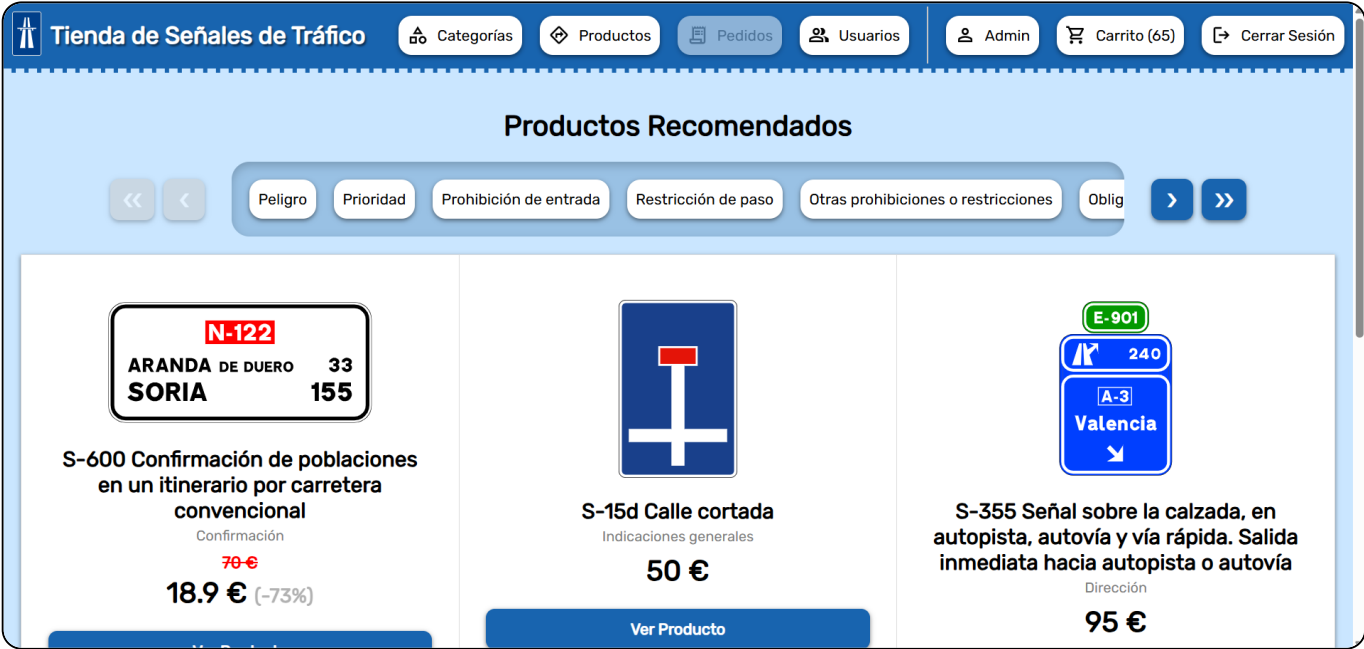 Tienda de Señales de Tráfico
Categorías
Productos
Pedidos
Usuarios
Admin
Carrito (65)
Cerrar Sesión
Productos Recomendados
«
‹
Peligro
Prioridad
Prohibición de entrada
Restricción de paso
Otras prohibiciones o restricciones
Oblig
›
»
N-122
ARANDA DE DUERO 33
SORIA 155
S-600 Confirmación de poblaciones
en un itinerario por carretera
convencional
Confirmación
70 €
18.9 € (-73%)
S-15d Calle cortada
Indicaciones generales
50 €
Ver Producto
E-901
240
A-3
Valencia
S-355 Señal sobre la calzada, en
autopista, autovía y vía rápida. Salida
inmediata hacia autopista o autovía
Dirección
95 €